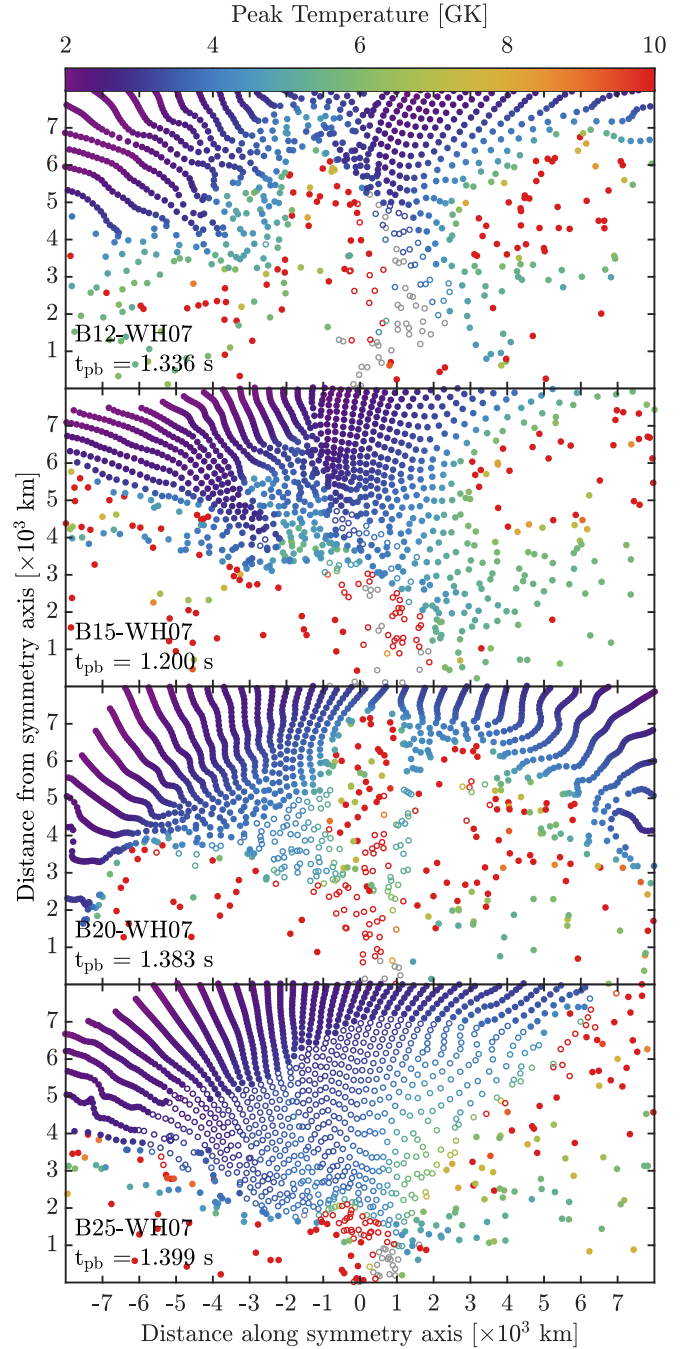 Peak Temperature [GK]
2 4 6 8 10
7
6
5
4
3
2
1
B12-WH07
t_pb = 1.336 s
7
6
5
4
3
2
1
B15-WH07
t_pb = 1.200 s
Distance from symmetry axis [×10³ km]
7
6
5
4
3
2
1
B20-WH07
t_pb = 1.383 s
7
6
5
4
3
2
1
B25-WH07
t_pb = 1.399 s
-7 -6 -5 -4 -3 -2 -1 0 1 2 3 4 5 6 7
Distance along symmetry axis [×10³ km]